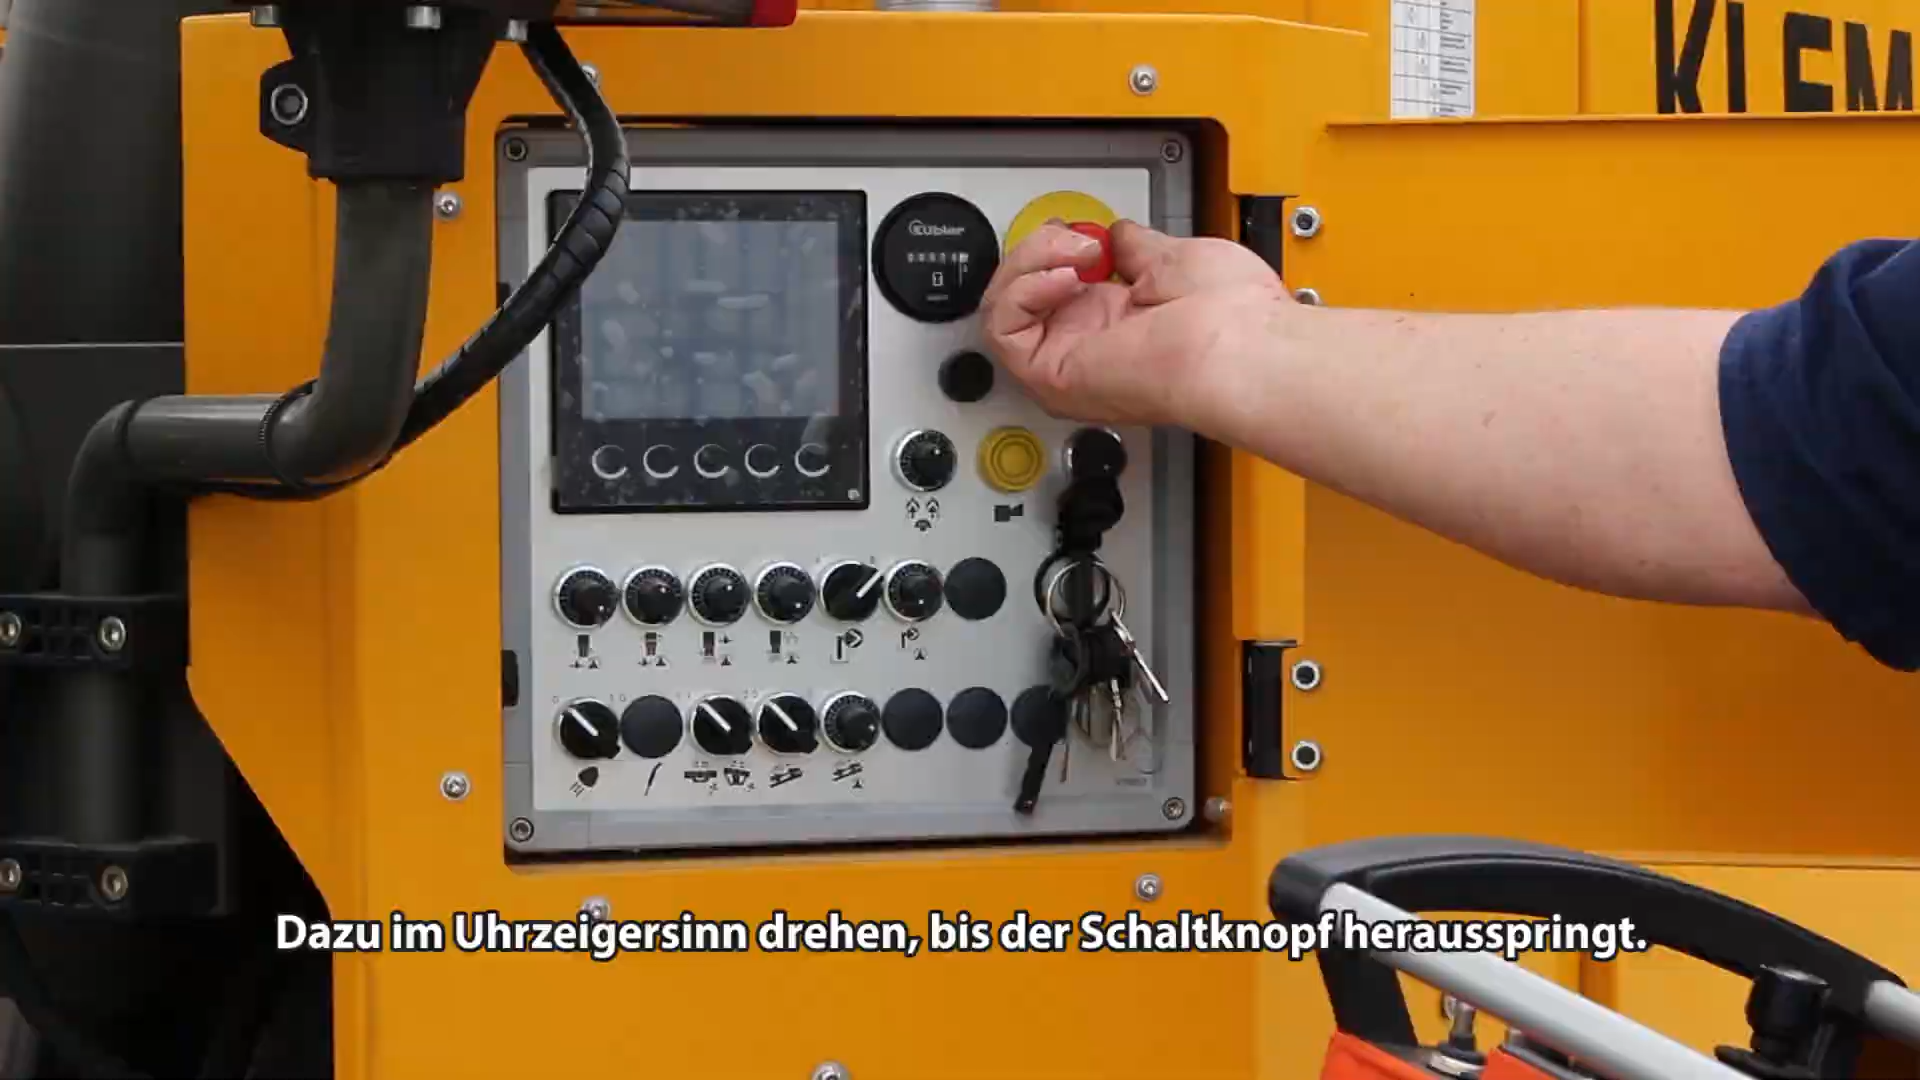 KLEM
Kübler
Dazu im Uhrzeigersinn drehen, bis der Schaltknopf herausspringt.